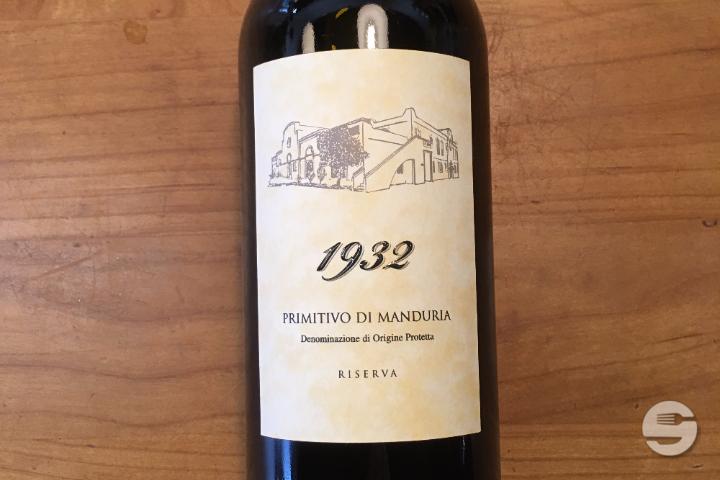 1932
PRIMITIVO DI MANDURIA
Denominazione di Origine Protetta
RISERVA